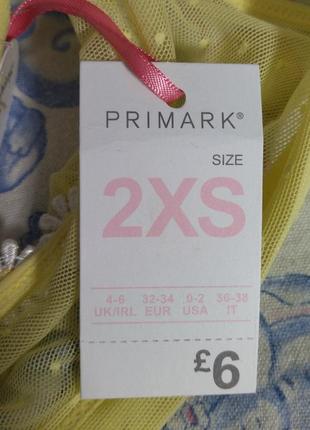 PRIMARK®
SIZE
2XS
4-6 32-34 0-2 36-38
UK/IRL EUR USA IT
£6